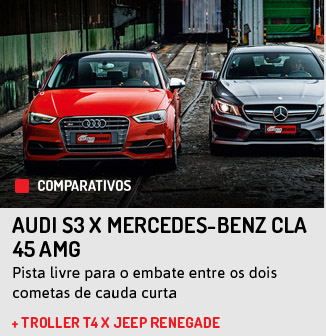 COMPARATIVOS
AUDI S3 X MERCEDES-BENZ CLA
45 AMG
Pista livre para o embate entre os dois
cometas de cauda curta
+ TROLLER T4 X JEEP RENEGADE